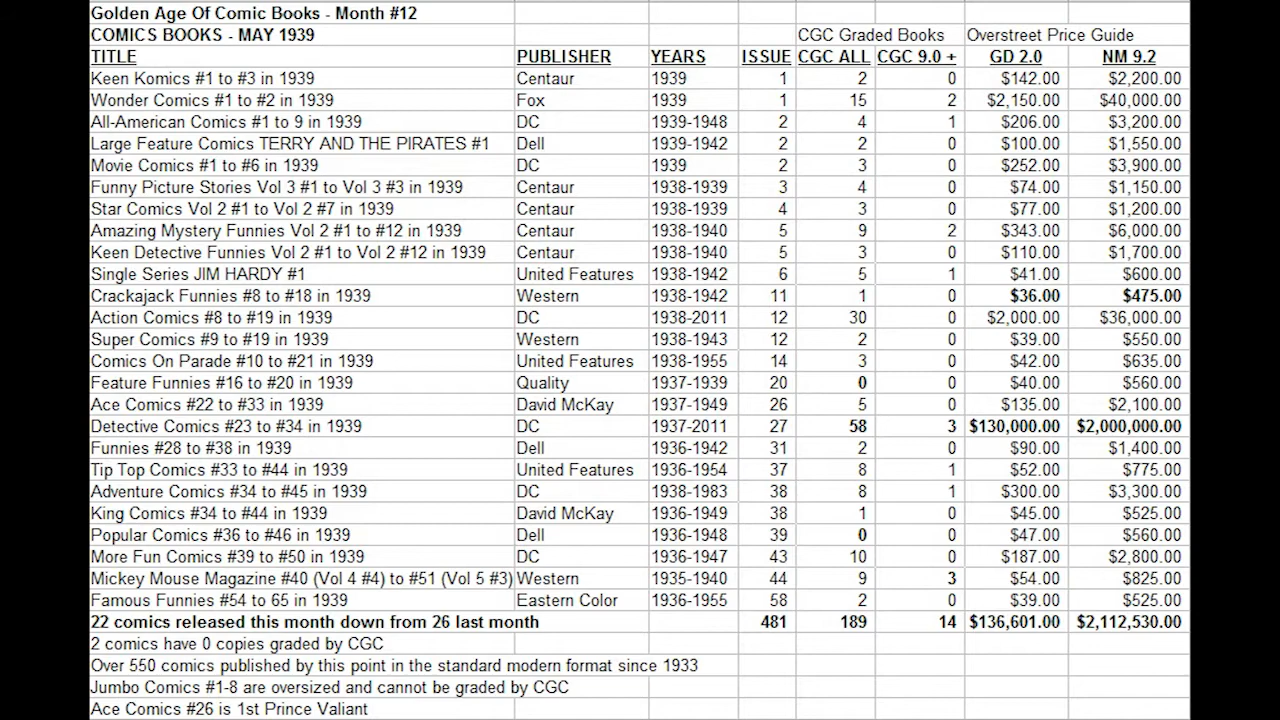 Golden Age Of Comic Books - Month #12
COMICS BOOKS - MAY 1939 CGC Graded Books Overstreet Price Guide
TITLE PUBLISHER YEARS ISSUE CGC ALL CGC 9.0 + GD 2.0 NM 9.2
Keen Komics #1 to #3 in 1939 Centaur 1939 1 2 0 $142.00 $2,200.00
Wonder Comics #1 to #2 in 1939 Fox 1939 1 15 2 $2,150.00 $40,000.00
All-American Comics #1 to 9 in 1939 DC 1939-1948 2 4 1 $206.00 $3,200.00
Large Feature Comics TERRY AND THE PIRATES #1 Dell 1939-1942 2 2 0 $100.00 $1,550.00
Movie Comics #1 to #6 in 1939 DC 1939 2 3 0 $252.00 $3,900.00
Funny Picture Stories Vol 3 #1 to Vol 3 #3 in 1939 Centaur 1938-1939 3 4 0 $74.00 $1,150.00
Star Comics Vol 2 #1 to Vol 2 #7 in 1939 Centaur 1938-1939 4 3 0 $77.00 $1,200.00
Amazing Mystery Funnies Vol 2 #1 to #12 in 1939 Centaur 1938-1940 5 9 2 $343.00 $6,000.00
Keen Detective Funnies Vol 2 #1 to Vol 2 #12 in 1939 Centaur 1938-1940 5 3 0 $110.00 $1,700.00
Single Series JIM HARDY #1 United Features 1938-1942 6 5 1 $41.00 $600.00
Crackajack Funnies #8 to #18 in 1939 Western 1938-1942 11 1 0 $36.00 $475.00
Action Comics #8 to #19 in 1939 DC 1938-2011 12 30 0 $2,000.00 $36,000.00
Super Comics #9 to #19 in 1939 Western 1938-1943 12 2 0 $39.00 $550.00
Comics On Parade #10 to #21 in 1939 United Features 1938-1955 14 3 0 $42.00 $635.00
Feature Funnies #16 to #20 in 1939 Quality 1937-1939 20 0 0 $40.00 $560.00
Ace Comics #22 to #33 in 1939 David McKay 1937-1949 26 5 0 $135.00 $2,100.00
Detective Comics #23 to #34 in 1939 DC 1937-2011 27 58 3 $130,000.00 $2,000,000.00
Funnies #28 to #38 in 1939 Dell 1936-1942 31 2 0 $90.00 $1,400.00
Tip Top Comics #33 to #44 in 1939 United Features 1936-1954 37 8 1 $52.00 $775.00
Adventure Comics #34 to #45 in 1939 DC 1938-1983 38 8 1 $300.00 $3,300.00
King Comics #34 to #44 in 1939 David McKay 1936-1949 38 1 0 $45.00 $525.00
Popular Comics #36 to #46 in 1939 Dell 1936-1948 39 0 0 $47.00 $560.00
More Fun Comics #39 to #50 in 1939 DC 1936-1947 43 10 0 $187.00 $2,800.00
Mickey Mouse Magazine #40 (Vol 4 #4) to #51 (Vol 5 #3) Western 1935-1940 44 9 3 $54.00 $825.00
Famous Funnies #54 to 65 in 1939 Eastern Color 1936-1955 58 2 0 $39.00 $525.00
22 comics released this month down from 26 last month 481 189 14 $136,601.00 $2,112,530.00
2 comics have 0 copies graded by CGC
Over 550 comics published by this point in the standard modern format since 1933
Jumbo Comics #1-8 are oversized and cannot be graded by CGC
Ace Comics #26 is 1st Prince Valiant